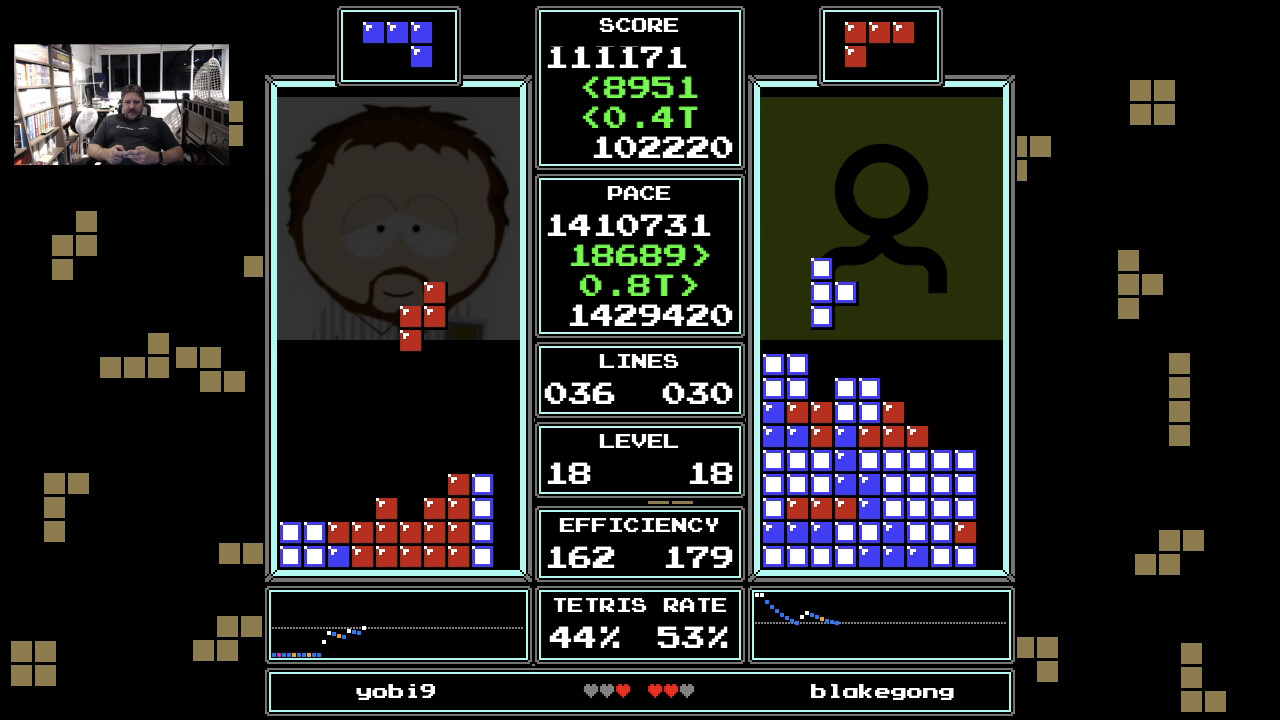 SCORE
111171
<8951
<0.4T
102220
PACE
1410731
18689>
0.8T>
1429420
LINES
036 030
LEVEL
18 18
EFFICIENCY
162 179
TETRIS RATE
44% 53%
yobi9 blakegong